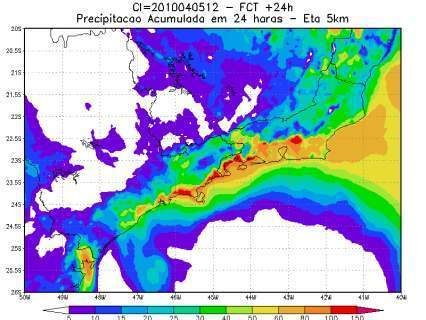 CI=2010040512 - FCT +24h
Precipitacao Acumulada em 24 horas - Eta 5km
20S
20.5S
21S
21.5S
22S
22.5S
23S
23.5S
24S
24.5S
25S
25.5S
26S
50W 49W 48W 47W 46W 45W 44W 43W 42W 41W 40W
5 10 15 20 25 30 40 50 80 100 150